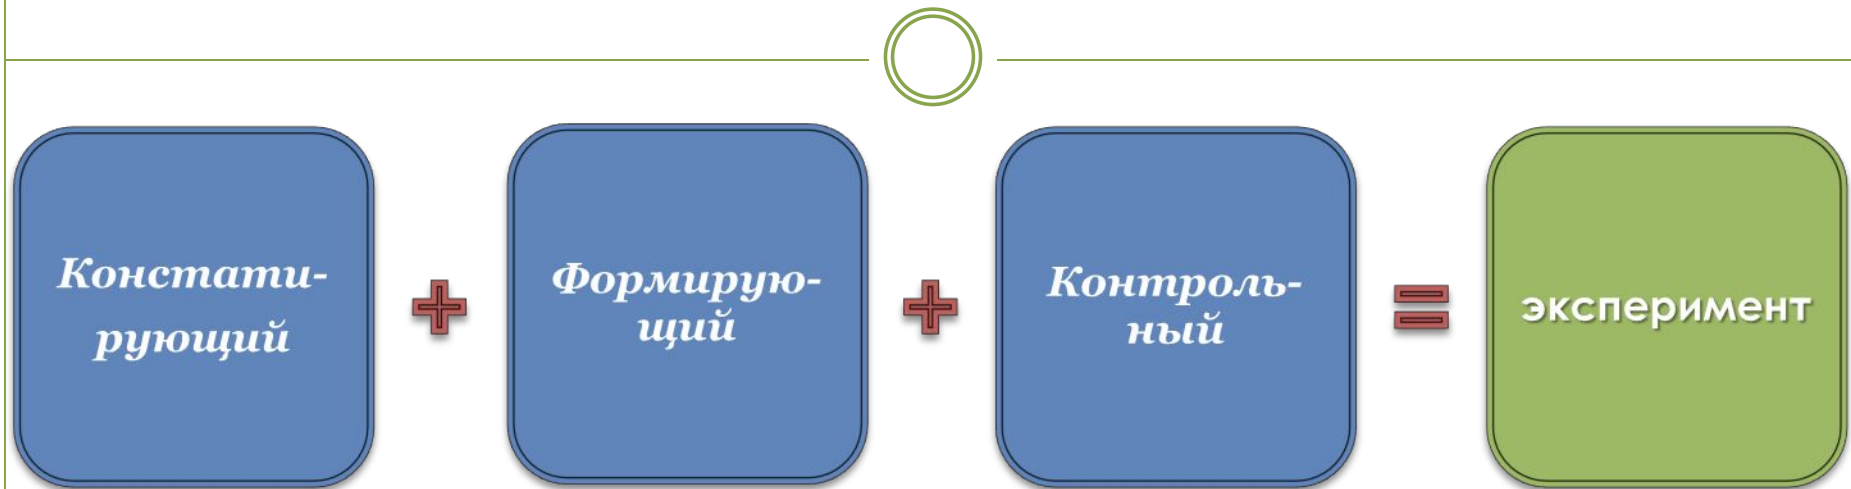 Констати-
рующий
Формирую-
щий
Контроль-
ный
эксперимент